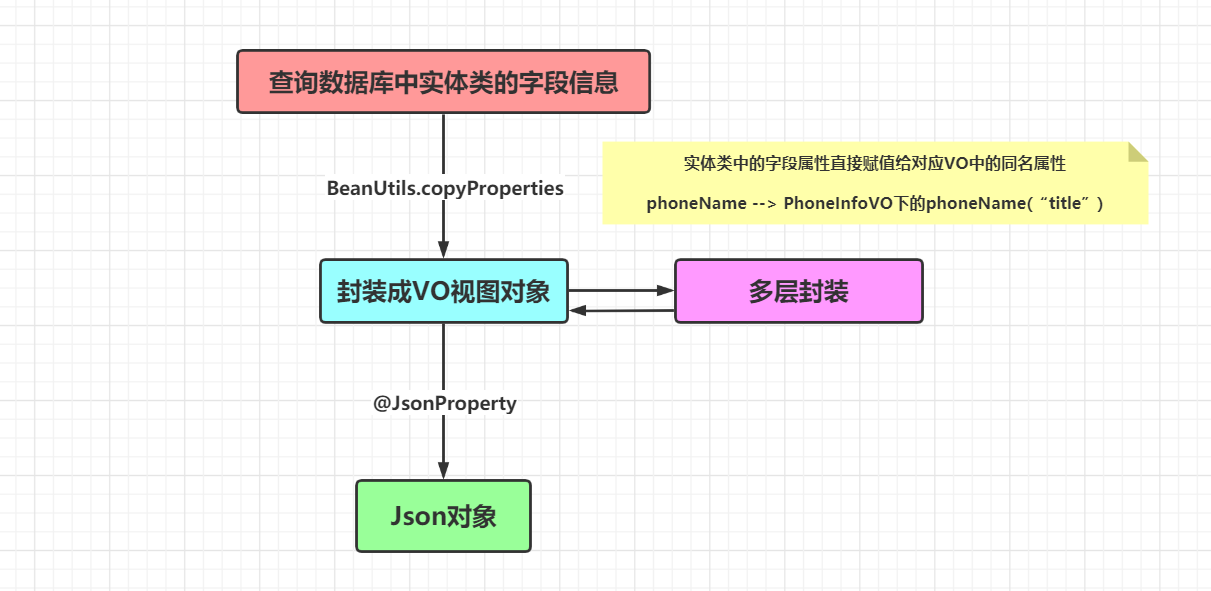 查询数据库中实体类的字段信息
BeanUtils.copyProperties
实体类中的字段属性直接赋值给对应VO中的同名属性
phoneName --> PhoneInfoVO下的phoneName(“title”)
封装成VO视图对象
多层封装
@JsonProperty
Json对象